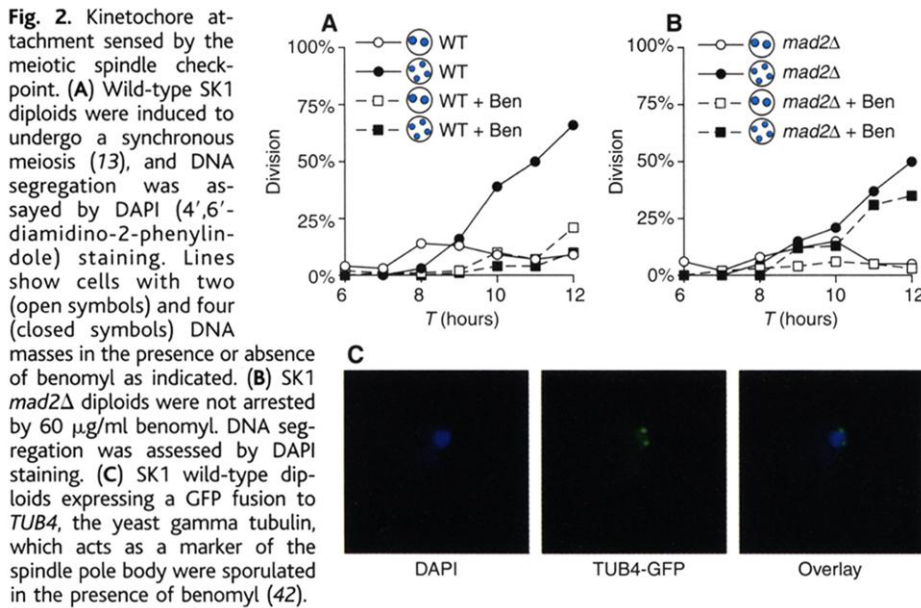 Fig. 2. Kinetochore at-
tachment sensed by the
meiotic spindle check-
point. (A) Wild-type SK1
diploids were induced to
undergo a synchronous
meiosis (13), and DNA
segregation was as-
sayed by DAPI (4′,6′-
diamidino-2-phenylin-
dole) staining. Lines
show cells with two
(open symbols) and four
(closed symbols) DNA
masses in the presence or absence
of benomyl as indicated. (B) SK1
mad2Δ diploids were not arrested
by 60 μg/ml benomyl. DNA seg-
regation was assessed by DAPI
staining. (C) SK1 wild-type dip-
loids expressing a GFP fusion to
TUB4, the yeast gamma tubulin,
which acts as a marker of the
spindle pole body were sporulated
in the presence of benomyl (42).
A
WT
WT
WT + Ben
WT + Ben
Division
100%
75%
50%
25%
0%
6 8 10 12
T (hours)
B
mad2Δ
mad2Δ
mad2Δ + Ben
mad2Δ + Ben
Division
100%
75%
50%
25%
0%
6 8 10 12
T (hours)
C
DAPI
TUB4-GFP
Overlay